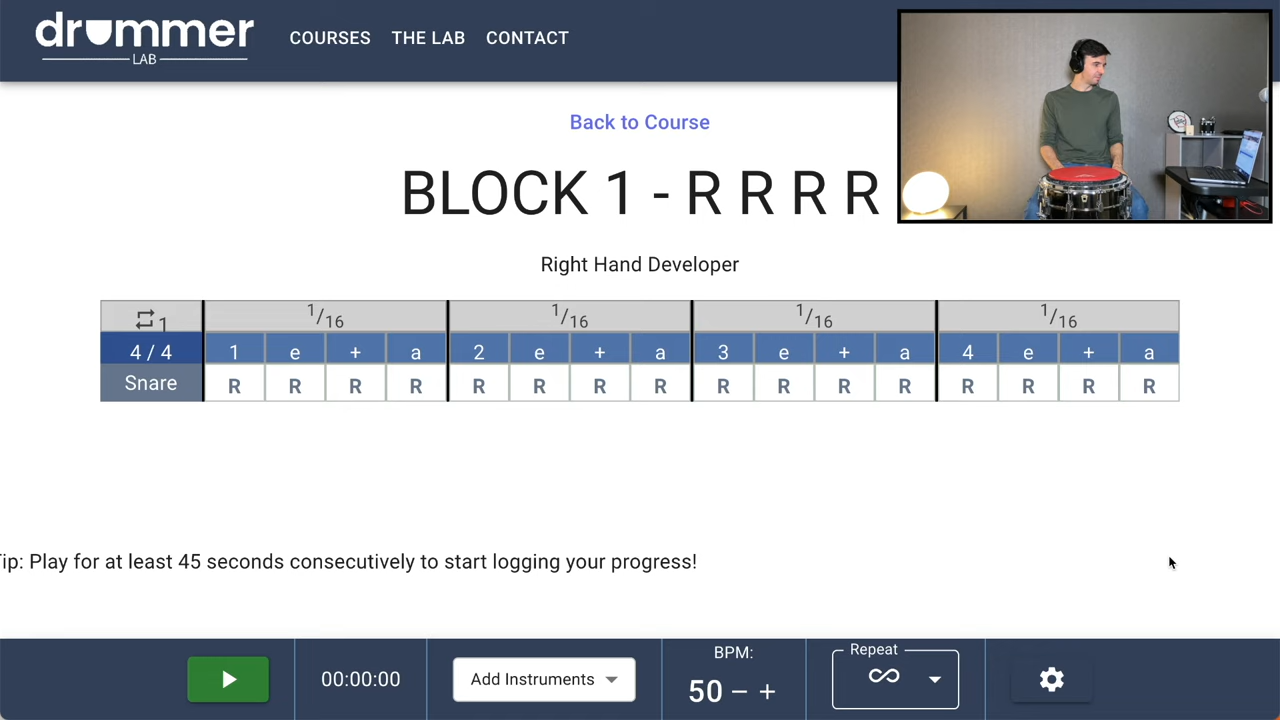 drummer
LAB
COURSES THE LAB CONTACT
Back to Course
BLOCK 1 - R R R R
Right Hand Developer
1 1/16 1/16 1/16 1/16
4 / 4 1 e + a 2 e + a 3 e + a 4 e + a
Snare R R R R R R R R R R R R R R R R
ip: Play for at least 45 seconds consecutively to start logging your progress!
00:00:00 Add Instruments BPM: 50 − + Repeat ∞